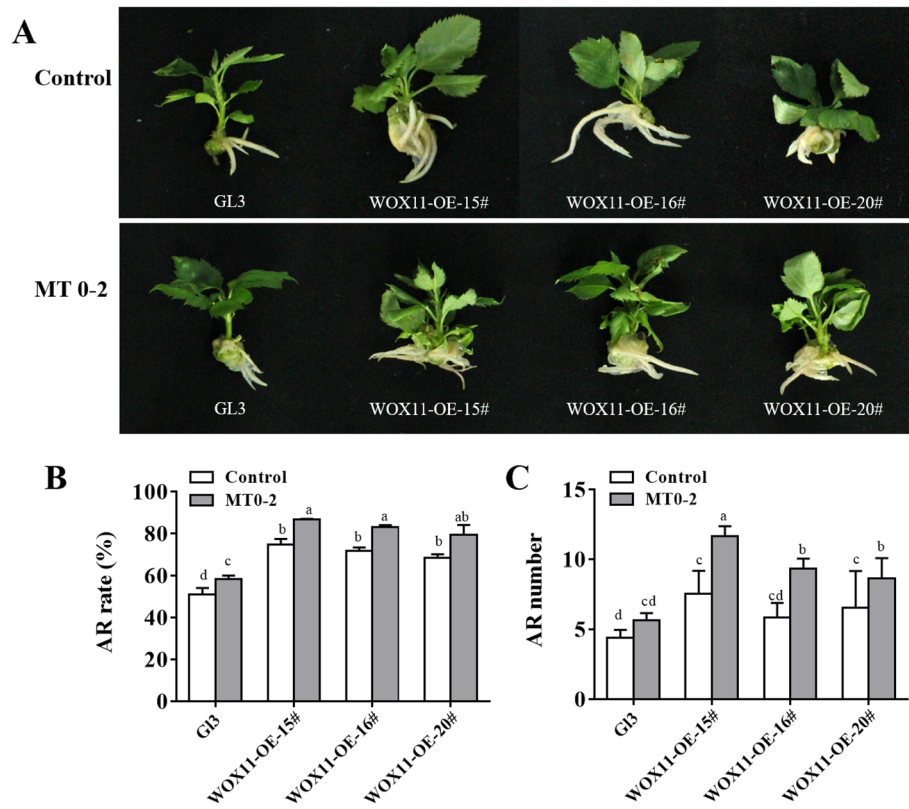 A
Control
GL3
WOX11-OE-15#
WOX11-OE-16#
WOX11-OE-20#
MT 0-2
GL3
WOX11-OE-15#
WOX11-OE-16#
WOX11-OE-20#
B
Control
MT0-2
AR rate (%)
100
80
60
40
20
0
d
c
b
a
b
a
b
ab
Gl3
WOX11-OE-15#
WOX11-OE-16#
WOX11-OE-20#
C
Control
MT0-2
AR number
15
10
5
0
d
cd
c
a
cd
b
c
b
Gl3
WOX11-OE-15#
WOX11-OE-16#
WOX11-OE-20#